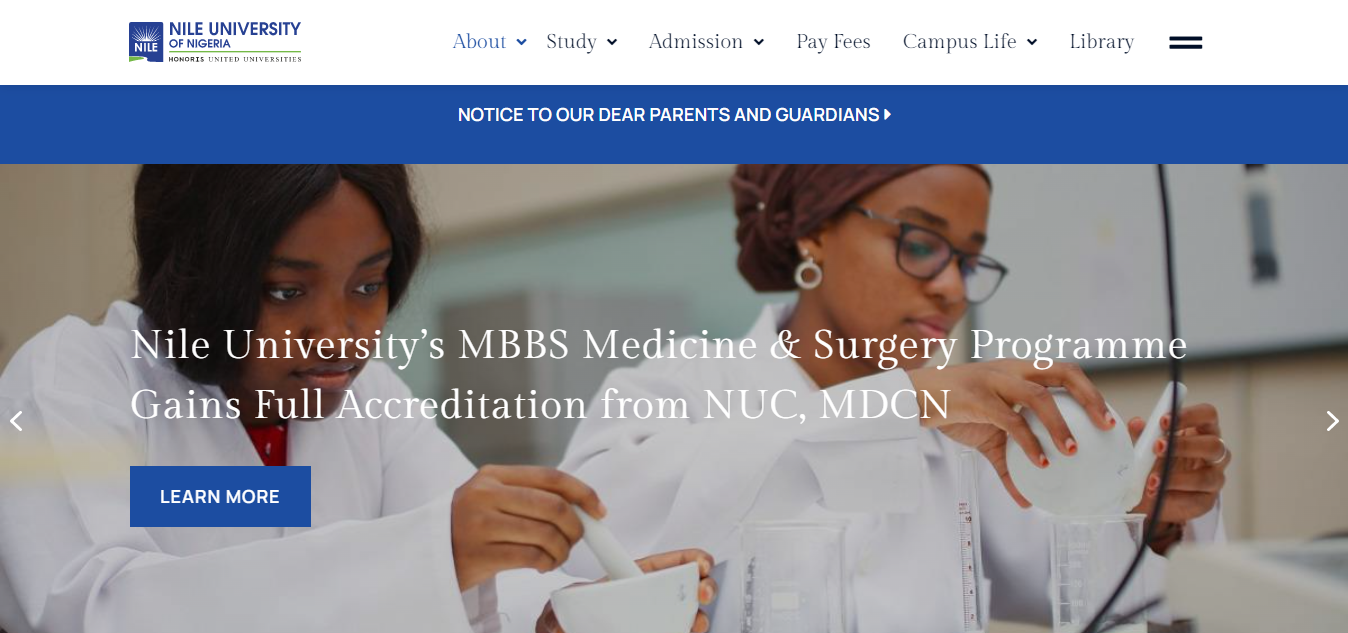 NILE
NILE UNIVERSITY
OF NIGERIA
HONORIS UNITED UNIVERSITIES
About
Study
Admission
Pay Fees
Campus Life
Library
NOTICE TO OUR DEAR PARENTS AND GUARDIANS
Nile University’s MBBS Medicine & Surgery Programme
Gains Full Accreditation from NUC, MDCN
LEARN MORE